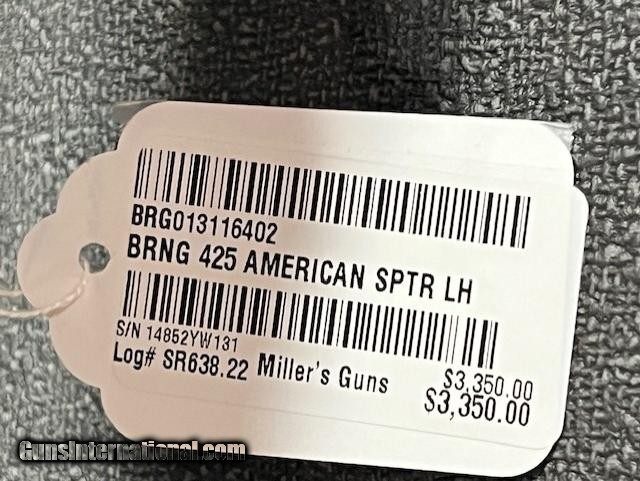 BRG013116402
BRNG 425 AMERICAN SPTR LH
S/N 14852YW131
Log# SR638.22 Miller's Guns $3,350.00
$3,350.00
GunsInternational.com